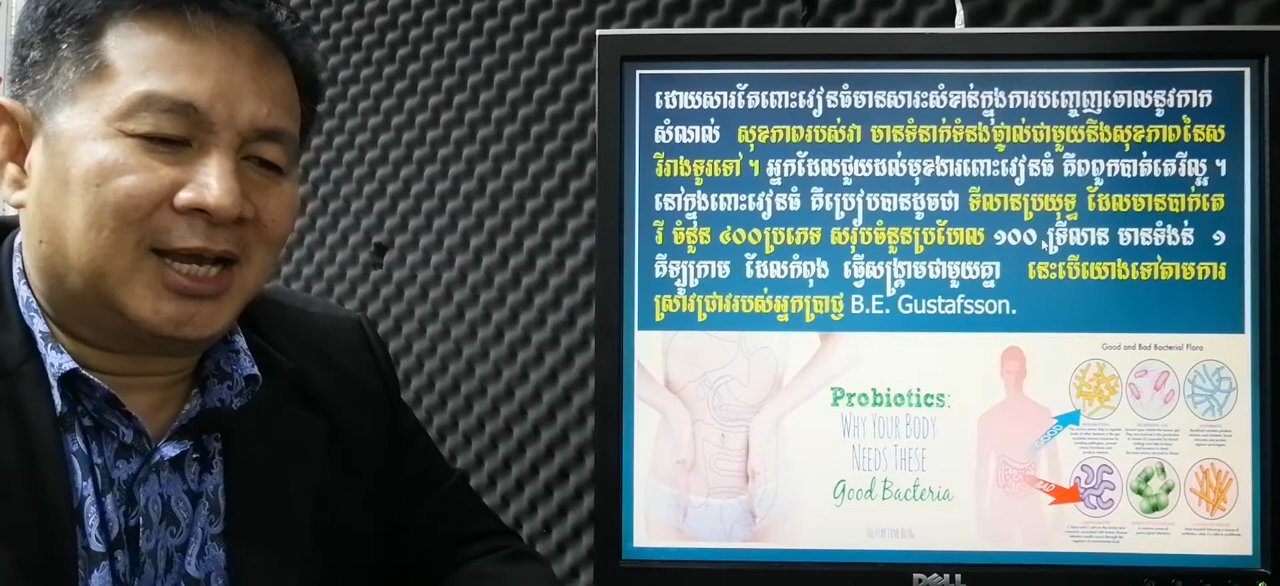 ដោយសារតែពោះវៀនធំមានសារៈសំខាន់ក្នុងការបញ្ចេញចោលនូវកាក
សំណល់ សុខភាពរបស់វា មានទំនាក់ទំនងផ្ទាល់ជាមួយនឹងសុខភាពនៃស
រីរាង្គទូទៅ ។ អ្នកដែលជួយដល់មុខងារពោះវៀនធំ គឺពពួកបាក់តេរីល្អ ។
នៅក្នុងពោះវៀនធំ គឺប្រៀបបានដូចជា ទីលានប្រយុទ្ធ ដែលមានបាក់តេ
រី ចំនួន ៤០០ប្រភេទ សរុបចំនួនប្រហែល ១០០ ទ្រីលាន មានទំងន់ ១
គីឡូក្រាម ដែលកំពុង ធ្វើសង្គ្រាមជាមួយគ្នា នេះបើយោងទៅតាមការ
ស្រាវជ្រាវរបស់អ្នកប្រាជ្ញ B.E. Gustafsson.
Good and Bad Bacterial Flora
Probiotics:
WHY YOUR BODY
NEEDS THESE
Good Bacteria
GOOD
BAD
DELL